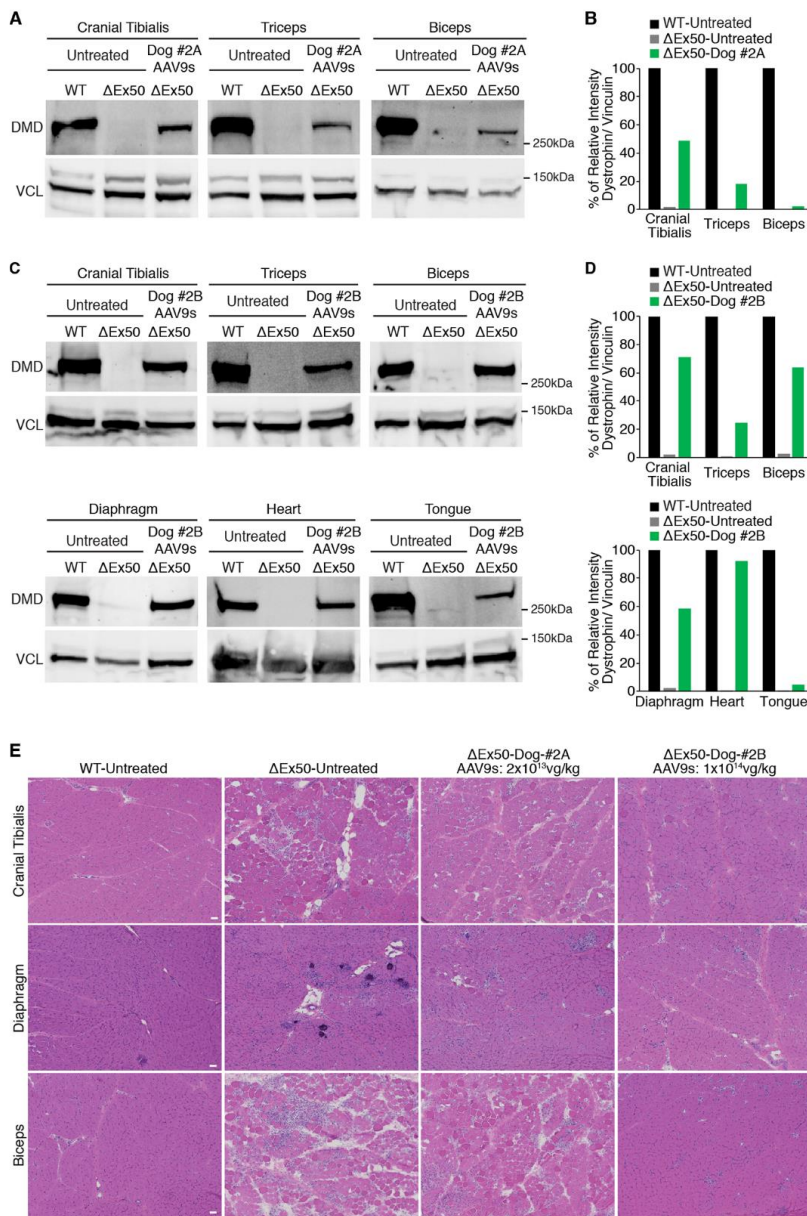 A
Cranial Tibialis
Triceps
Biceps
Untreated
Dog #2A
AAV9s
Untreated
Dog #2A
AAV9s
Untreated
Dog #2A
AAV9s
WT
ΔEx50
ΔEx50
WT
ΔEx50
ΔEx50
WT
ΔEx50
ΔEx50
DMD
250kDa
VCL
150kDa
B
WT-Untreated
ΔEx50-Untreated
ΔEx50-Dog #2A
% of Relative Intensity
Dystrophin/ Vinculin
100
80
60
40
20
0
Cranial
Tibialis
Triceps
Biceps
C
Cranial Tibialis
Triceps
Biceps
Untreated
Dog #2B
AAV9s
Untreated
Dog #2B
AAV9s
Untreated
Dog #2B
AAV9s
WT
ΔEx50
ΔEx50
WT
ΔEx50
ΔEx50
WT
ΔEx50
ΔEx50
DMD
250kDa
VCL
150kDa
Diaphragm
Heart
Tongue
Untreated
Dog #2B
AAV9s
Untreated
Dog #2B
AAV9s
Untreated
Dog #2B
AAV9s
WT
ΔEx50
ΔEx50
WT
ΔEx50
ΔEx50
WT
ΔEx50
ΔEx50
DMD
250kDa
VCL
150kDa
D
WT-Untreated
ΔEx50-Untreated
ΔEx50-Dog #2B
% of Relative Intensity
Dystrophin/ Vinculin
100
80
60
40
20
0
Cranial
Tibialis
Triceps
Biceps
WT-Untreated
ΔEx50-Untreated
ΔEx50-Dog #2B
% of Relative Intensity
Dystrophin/ Vinculin
100
80
60
40
20
0
Diaphragm
Heart
Tongue
E
WT-Untreated
ΔEx50-Untreated
ΔEx50-Dog-#2A
AAV9s: 2x10¹³vg/kg
ΔEx50-Dog-#2B
AAV9s: 1x10¹⁴vg/kg
Cranial Tibialis
Diaphragm
Biceps